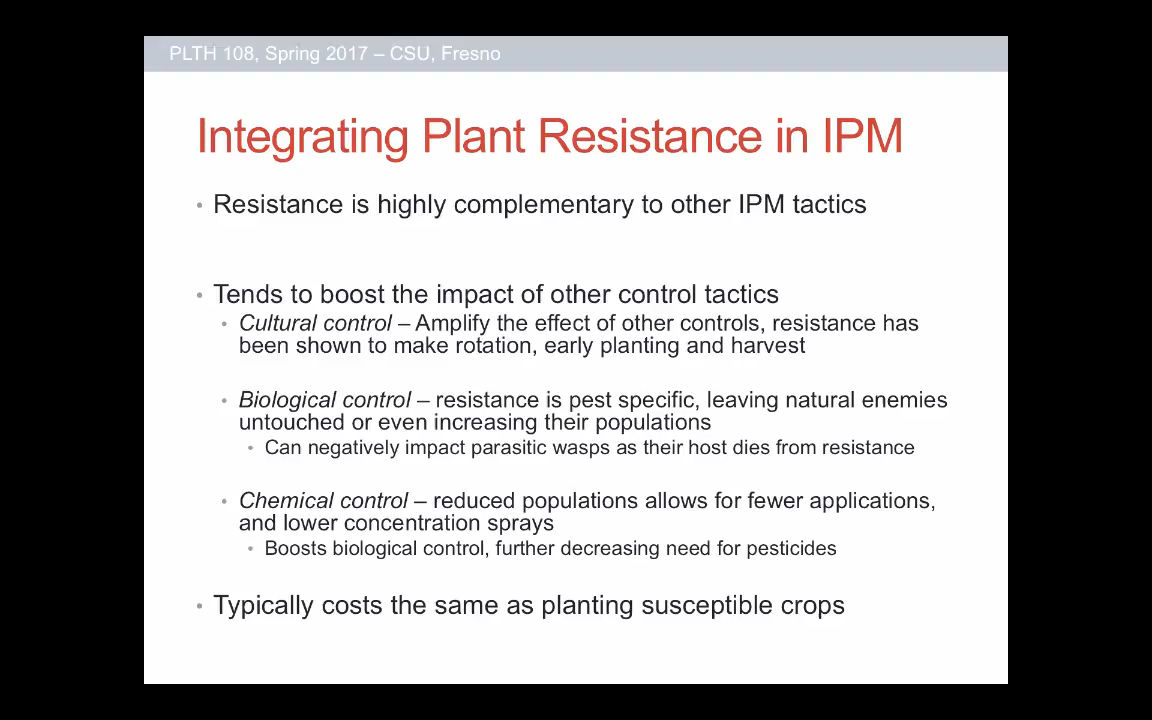 PLTH 108, Spring 2017 – CSU, Fresno
Integrating Plant Resistance in IPM
• Resistance is highly complementary to other IPM tactics
• Tends to boost the impact of other control tactics
• Cultural control – Amplify the effect of other controls, resistance has
been shown to make rotation, early planting and harvest
• Biological control – resistance is pest specific, leaving natural enemies
untouched or even increasing their populations
• Can negatively impact parasitic wasps as their host dies from resistance
• Chemical control – reduced populations allows for fewer applications,
and lower concentration sprays
• Boosts biological control, further decreasing need for pesticides
• Typically costs the same as planting susceptible crops